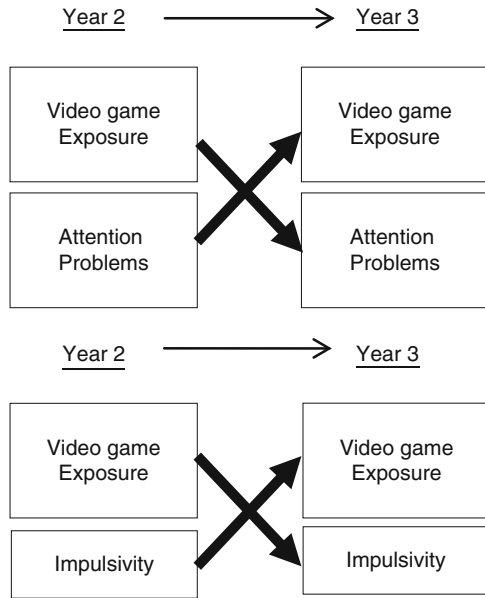 Year 2
Year 3
Video game
Exposure
Video game
Exposure
Attention
Problems
Attention
Problems
Year 2
Year 3
Video game
Exposure
Video game
Exposure
Impulsivity
Impulsivity